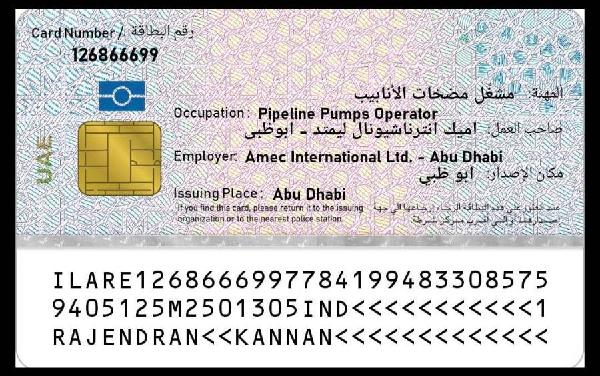 Card Number / رقم البطاقة
126866699
المهنة: مشغل مضخات الأنابيب
Occupation: Pipeline Pumps Operator
صاحب العمل: اميك انترناشيونال ليمتد - ابوظبى
Employer: Amec International Ltd. - Abu Dhabi
مكان الإصدار: ابو ظبي
Issuing Place: Abu Dhabi
If you find this card, please return it to the issuing
organization or to the nearest police station.
UAE
ILARE1268666997784199483308575
9405125M2501305IND<<<<<<<<<<<1
RAJENDRAN<<KANNAN<<<<<<<<<<<<<